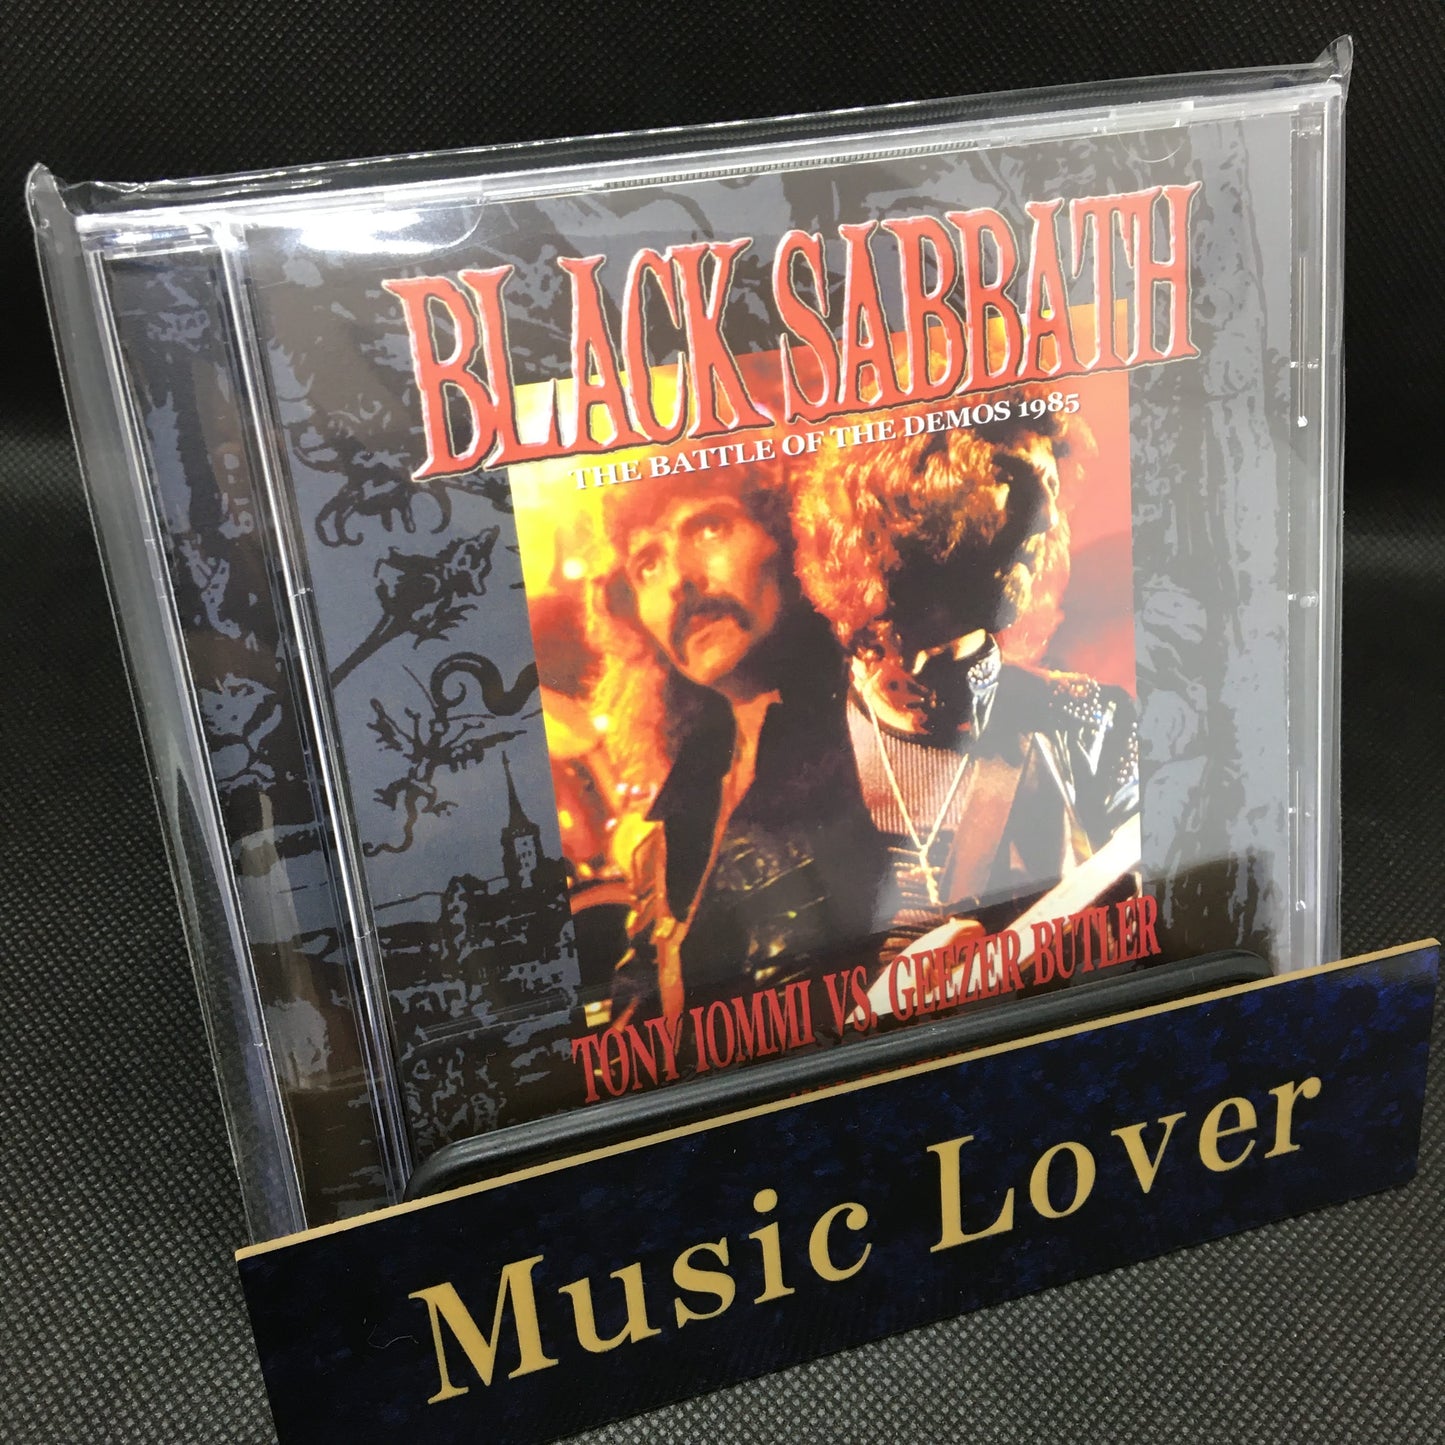 BLACK SABBATH
THE BATTLE OF THE DEMOS 1985
TONY IOMMI VS. GEEZER BUTLER
Music Lover